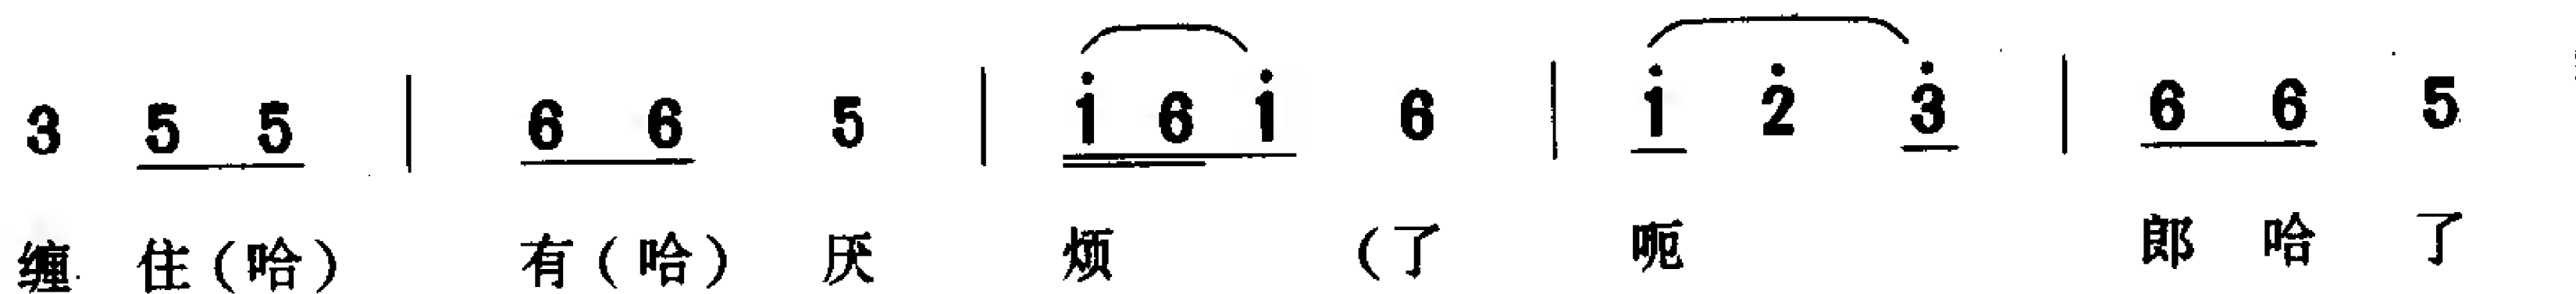 3 5 5 | 6 6 5 | i 6 i 6 | i 2̇ 3̇ | 6 6 5
缠 住(哈) 有(哈) 厌 烦 (了 呃 郎 哈 了